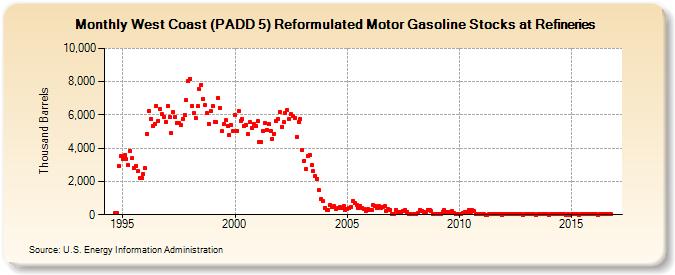 Monthly West Coast (PADD 5) Reformulated Motor Gasoline Stocks at Refineries
Thousand Barrels
10,000
8,000
6,000
4,000
2,000
0
1995 2000 2005 2010 2015
Source: U.S. Energy Information Administration